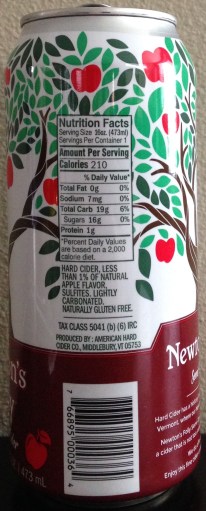 Nutrition Facts
Serving Size 16oz. (473ml)
Servings Per Container 1
Amount Per Serving
Calories 210
% Daily Value*
Total Fat 0g 0%
Sodium 7mg 0%
Total Carb 19g 6%
Sugars 16g 0%
Protein 1g
*Percent Daily Values
are based on a 2,000
calorie diet.
HARD CIDER, LESS
THAN 1% OF NATURAL
APPLE FLAVOR.
SULFITES. LIGHTLY
CARBONATED.
NATURALLY GLUTEN FREE.
TAX CLASS 5041 (b) (6) IRC
PRODUCED BY: AMERICAN HARD
CIDER CO., MIDDLEBURY, VT 05753
n's
473 mL
Newt
Hard Cider has a
Vermont, where
Newton's Folly
a cider that is
Enjoy this